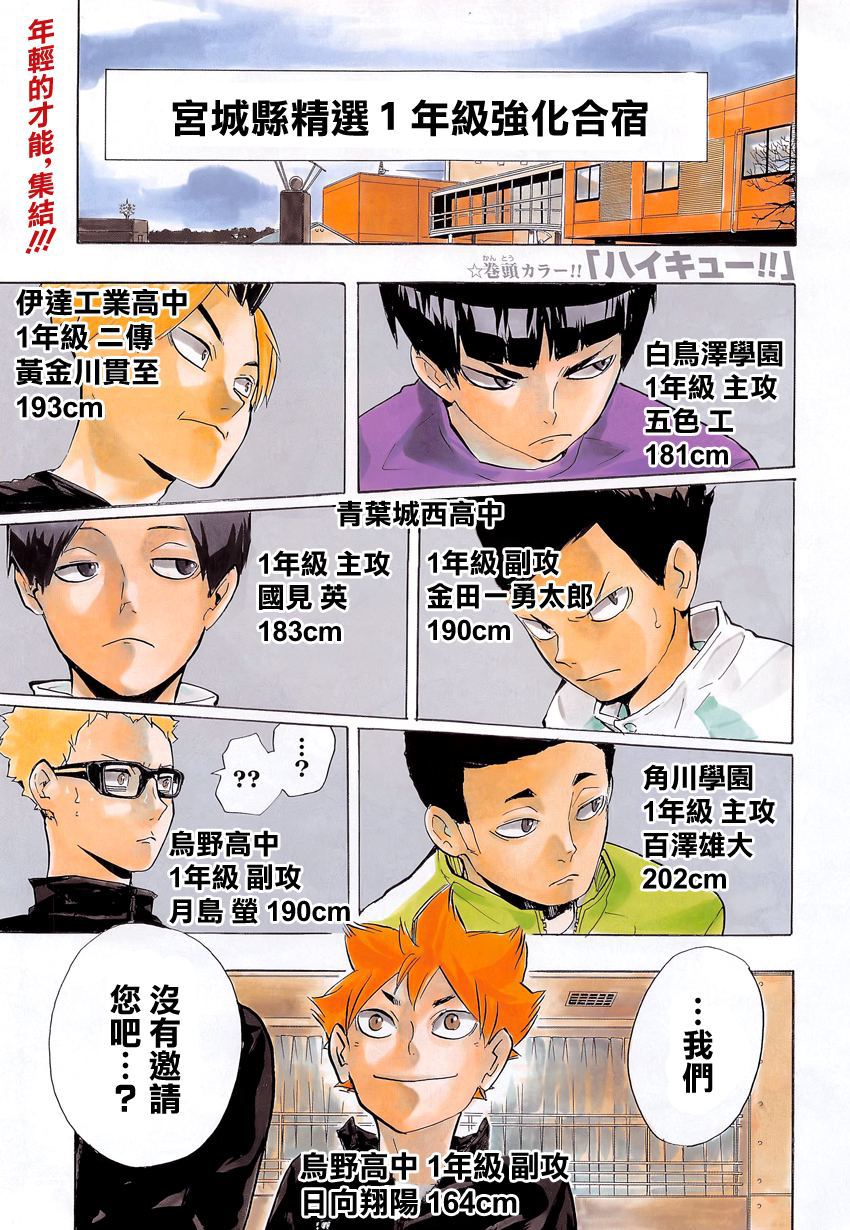 年輕的才能，集結!!!
宮城縣精選１年級強化合宿
☆巻頭カラー!!「ハイキュー!!」
かん とう
白鳥澤學園
1年級 主攻
五色 工
181cm
伊達工業高中
1年級 二傳
黃金川貫至
193cm
青葉城西高中
1年級 副攻
金田一勇太郎
190cm
1年級 主攻
國見 英
183cm
角川學園
1年級 主攻
百澤雄大
202cm
…?
??
烏野高中
1年級 副攻
月島 螢 190cm
…我們
沒有邀請
您吧…?
烏野高中 1年級 副攻
日向翔陽 164cm